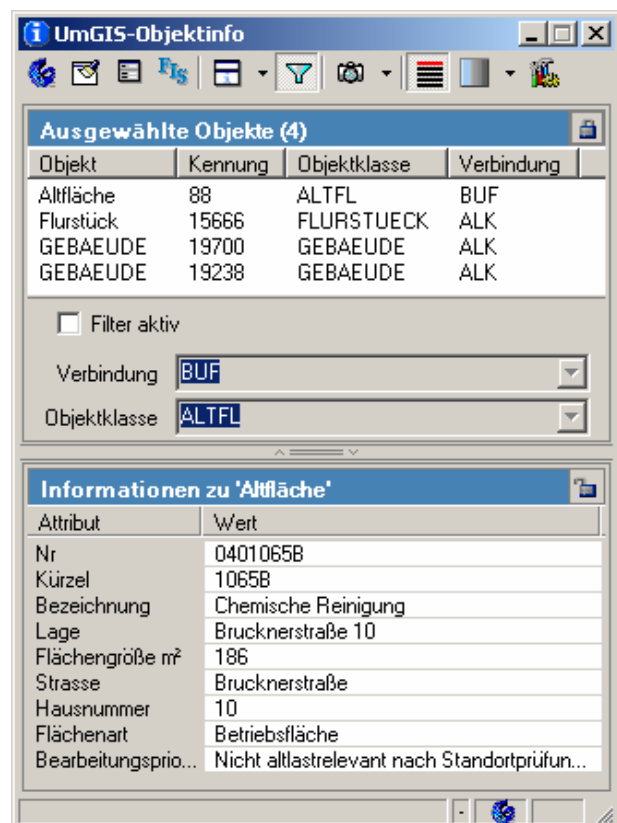 UmGIS-Objektinfo
FIS
Ausgewählte Objekte (4)
Objekt Kennung Objektklasse Verbindung
Altfläche 88 ALTFL BUF
Flurstück 15666 FLURSTUECK ALK
GEBAEUDE 19700 GEBAEUDE ALK
GEBAEUDE 19238 GEBAEUDE ALK
Filter aktiv
Verbindung BUF
Objektklasse ALTFL
Informationen zu 'Altfläche'
Attribut Wert
Nr 0401065B
Kürzel 1065B
Bezeichnung Chemische Reinigung
Lage Brucknerstraße 10
Flächengröße m² 186
Strasse Brucknerstraße
Hausnummer 10
Flächenart Betriebsfläche
Bearbeitungsprio... Nicht altlastrelevant nach Standortprüfun...